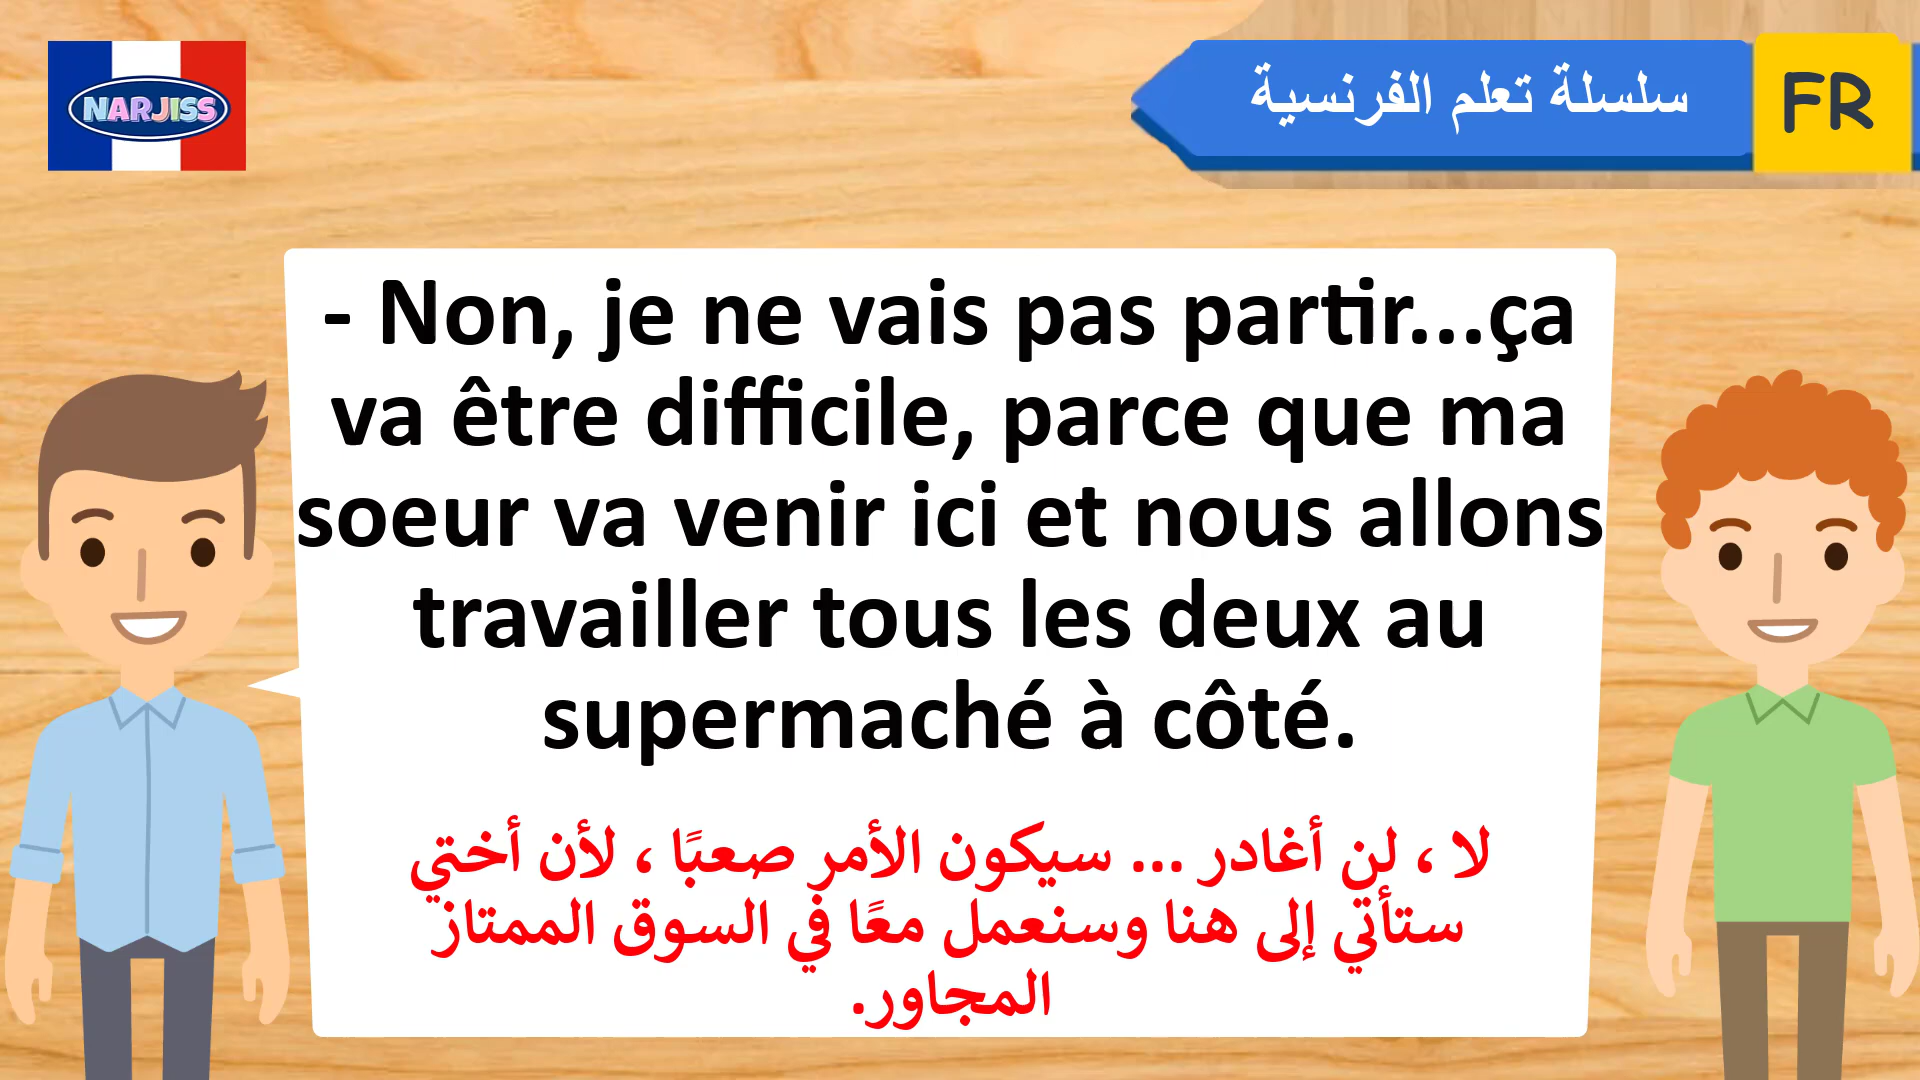 NARJISS
سلسلة تعلم الفرنسية
FR
- Non, je ne vais pas partir...ça
va être difficile, parce que ma
soeur va venir ici et nous allons
travailler tous les deux au
supermaché à côté.
لا ، لن أغادر ... سيكون الأمر صعبًا ، لأن أختي
ستأتي إلى هنا وسنعمل معًا في السوق الممتاز
المجاور.